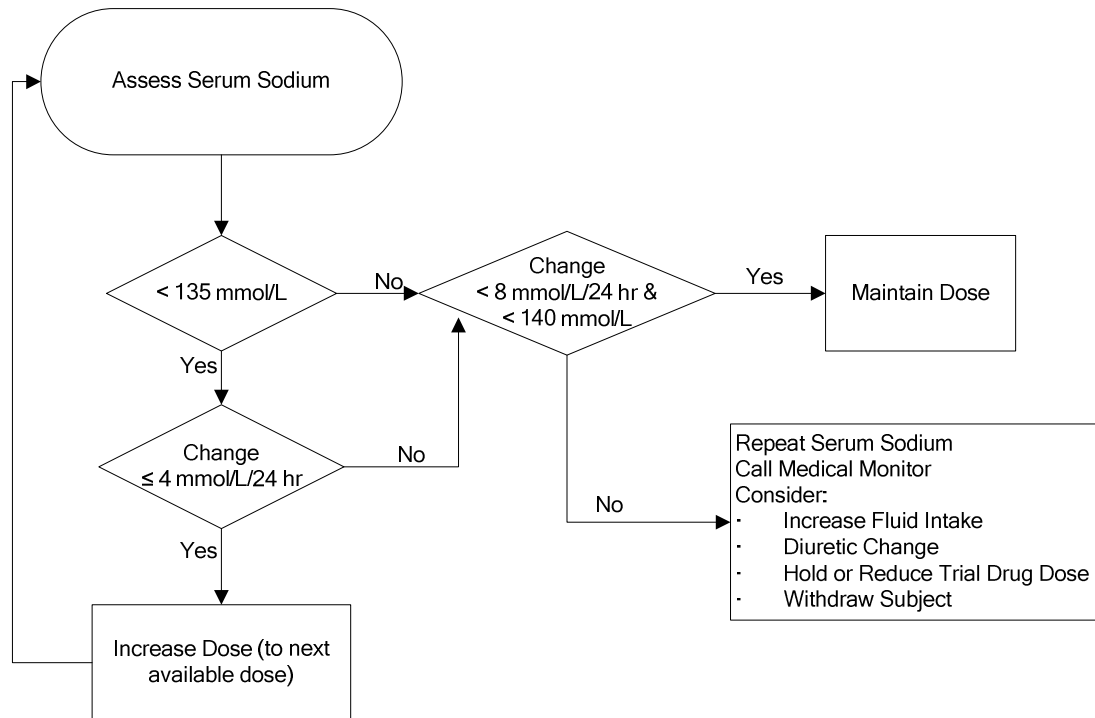 Assess Serum Sodium
< 135 mmol/L
No
Change
< 8 mmol/L/24 hr &
< 140 mmol/L
Yes
Maintain Dose
Yes
Change
≤ 4 mmol/L/24 hr
No
No
Repeat Serum Sodium
Call Medical Monitor
Consider:
· Increase Fluid Intake
· Diuretic Change
· Hold or Reduce Trial Drug Dose
· Withdraw Subject
Yes
Increase Dose (to next
available dose)